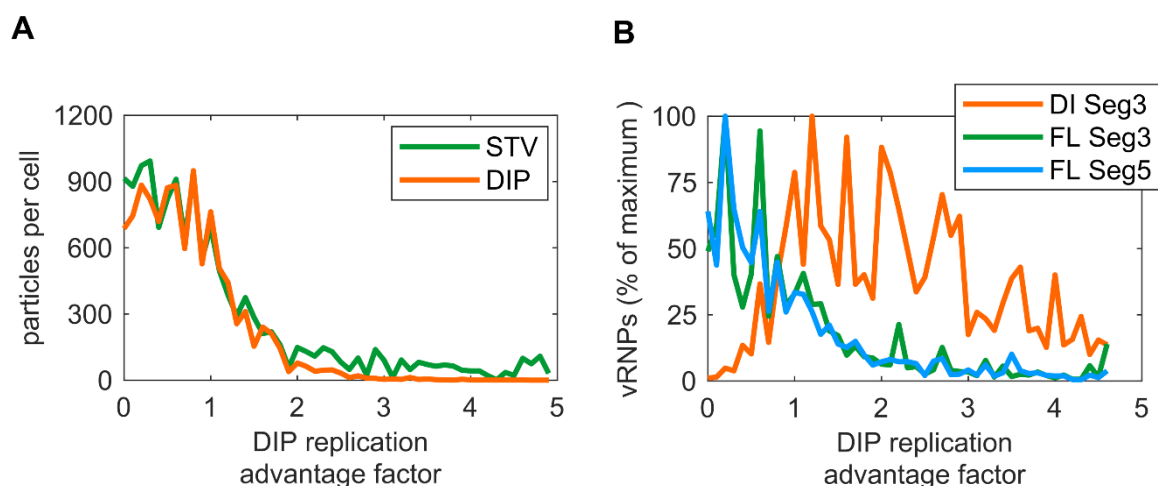 A
particles per cell
1200
900
600
300
0
STV
DIP
0 1 2 3 4 5
DIP replication
advantage factor
B
vRNPs (% of maximum )
100
75
50
25
0
DI Seg3
FL Seg3
FL Seg5
0 1 2 3 4 5
DIP replication
advantage factor